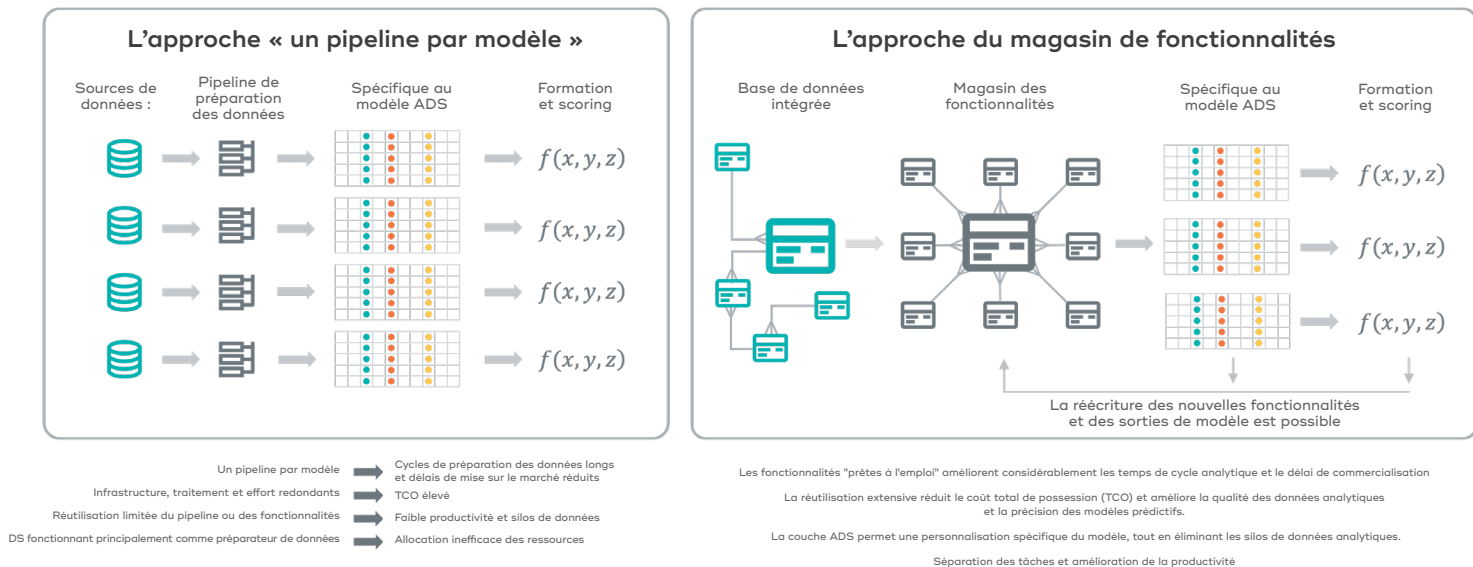 L'approche « un pipeline par modèle »
Sources de
données :
Pipeline de
préparation
des données
Spécifique au
modèle ADS
Formation
et scoring
f(x, y, z)
f(x, y, z)
f(x, y, z)
f(x, y, z)
L'approche du magasin de fonctionnalités
Base de données
intégrée
Magasin des
fonctionnalités
Spécifique au
modèle ADS
Formation
et scoring
f(x, y, z)
f(x, y, z)
f(x, y, z)
La réécriture des nouvelles fonctionnalités
et des sorties de modèle est possible
Un pipeline par modèle
Cycles de préparation des données longs
et délais de mise sur le marché réduits
Infrastructure, traitement et effort redondants
TCO élevé
Réutilisation limitée du pipeline ou des fonctionnalités
Faible productivité et silos de données
DS fonctionnant principalement comme préparateur de données
Allocation inefficace des ressources
Les fonctionnalités "prêtes à l'emploi" améliorent considérablement les temps de cycle analytique et le délai de commercialisation
La réutilisation extensive réduit le coût total de possession (TCO) et améliore la qualité des données analytiques
et la précision des modèles prédictifs.
La couche ADS permet une personnalisation spécifique du modèle, tout en éliminant les silos de données analytiques.
Séparation des tâches et amélioration de la productivité